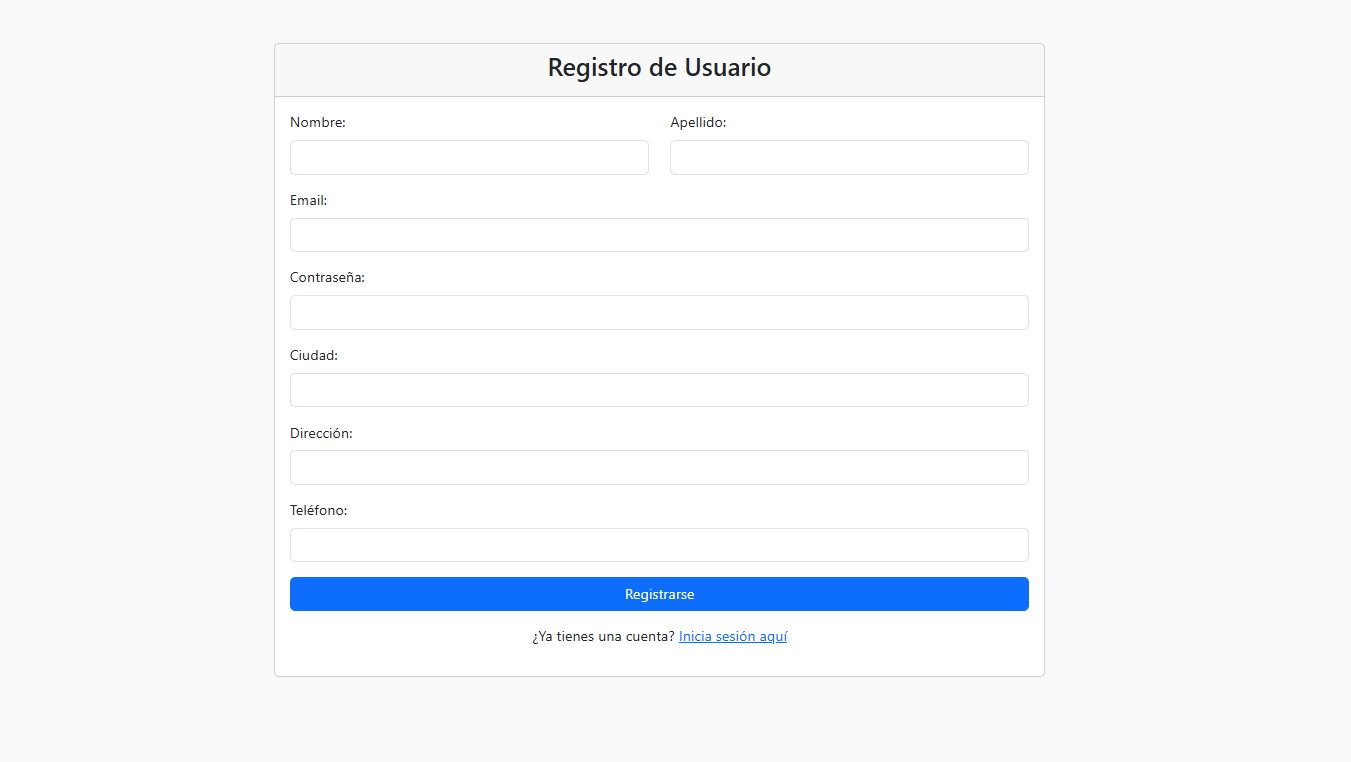 Registro de Usuario
Nombre: Apellido:
Email:
Contraseña:
Ciudad:
Dirección:
Teléfono:
Registrarse
¿Ya tienes una cuenta? Inicia sesión aquí